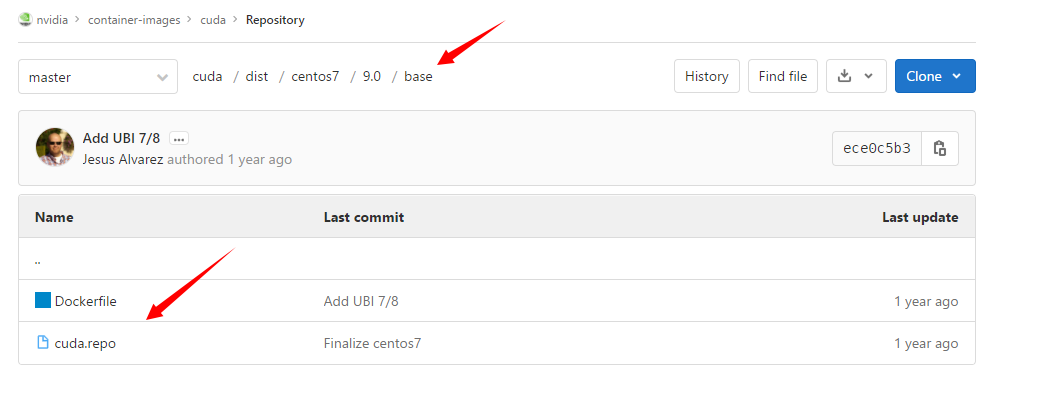 nvidia > container-images > cuda > Repository
master cuda / dist / centos7 / 9.0 / base History Find file Clone
Add UBI 7/8 ...
Jesus Alvarez authored 1 year ago ece0c5b3
Name Last commit Last update
..
Dockerfile Add UBI 7/8 1 year ago
cuda.repo Finalize centos7 1 year ago